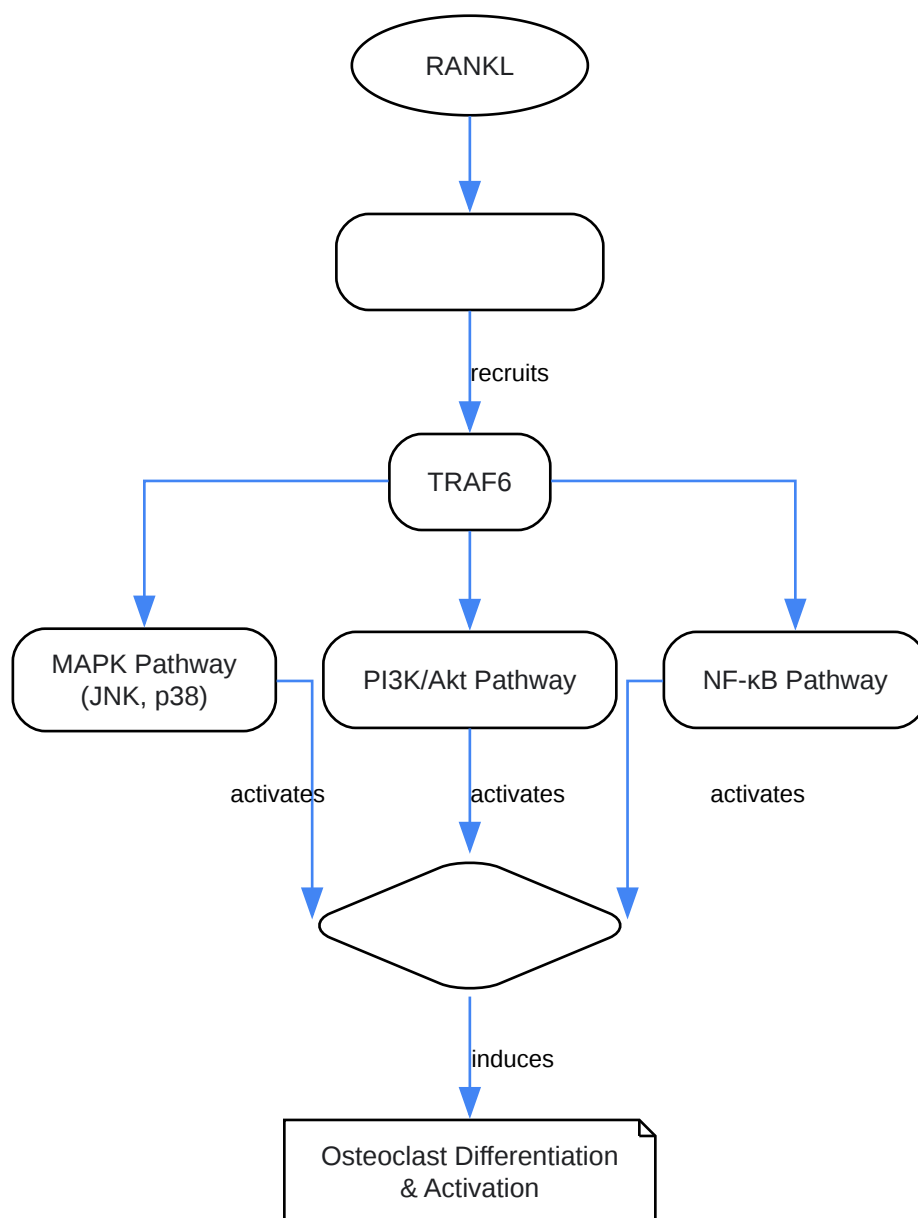 RANKL
recruits
TRAF6
MAPK Pathway
(JNK, p38)
PI3K/Akt Pathway
NF-κB Pathway
activates
activates
activates
induces
Osteoclast Differentiation
& Activation